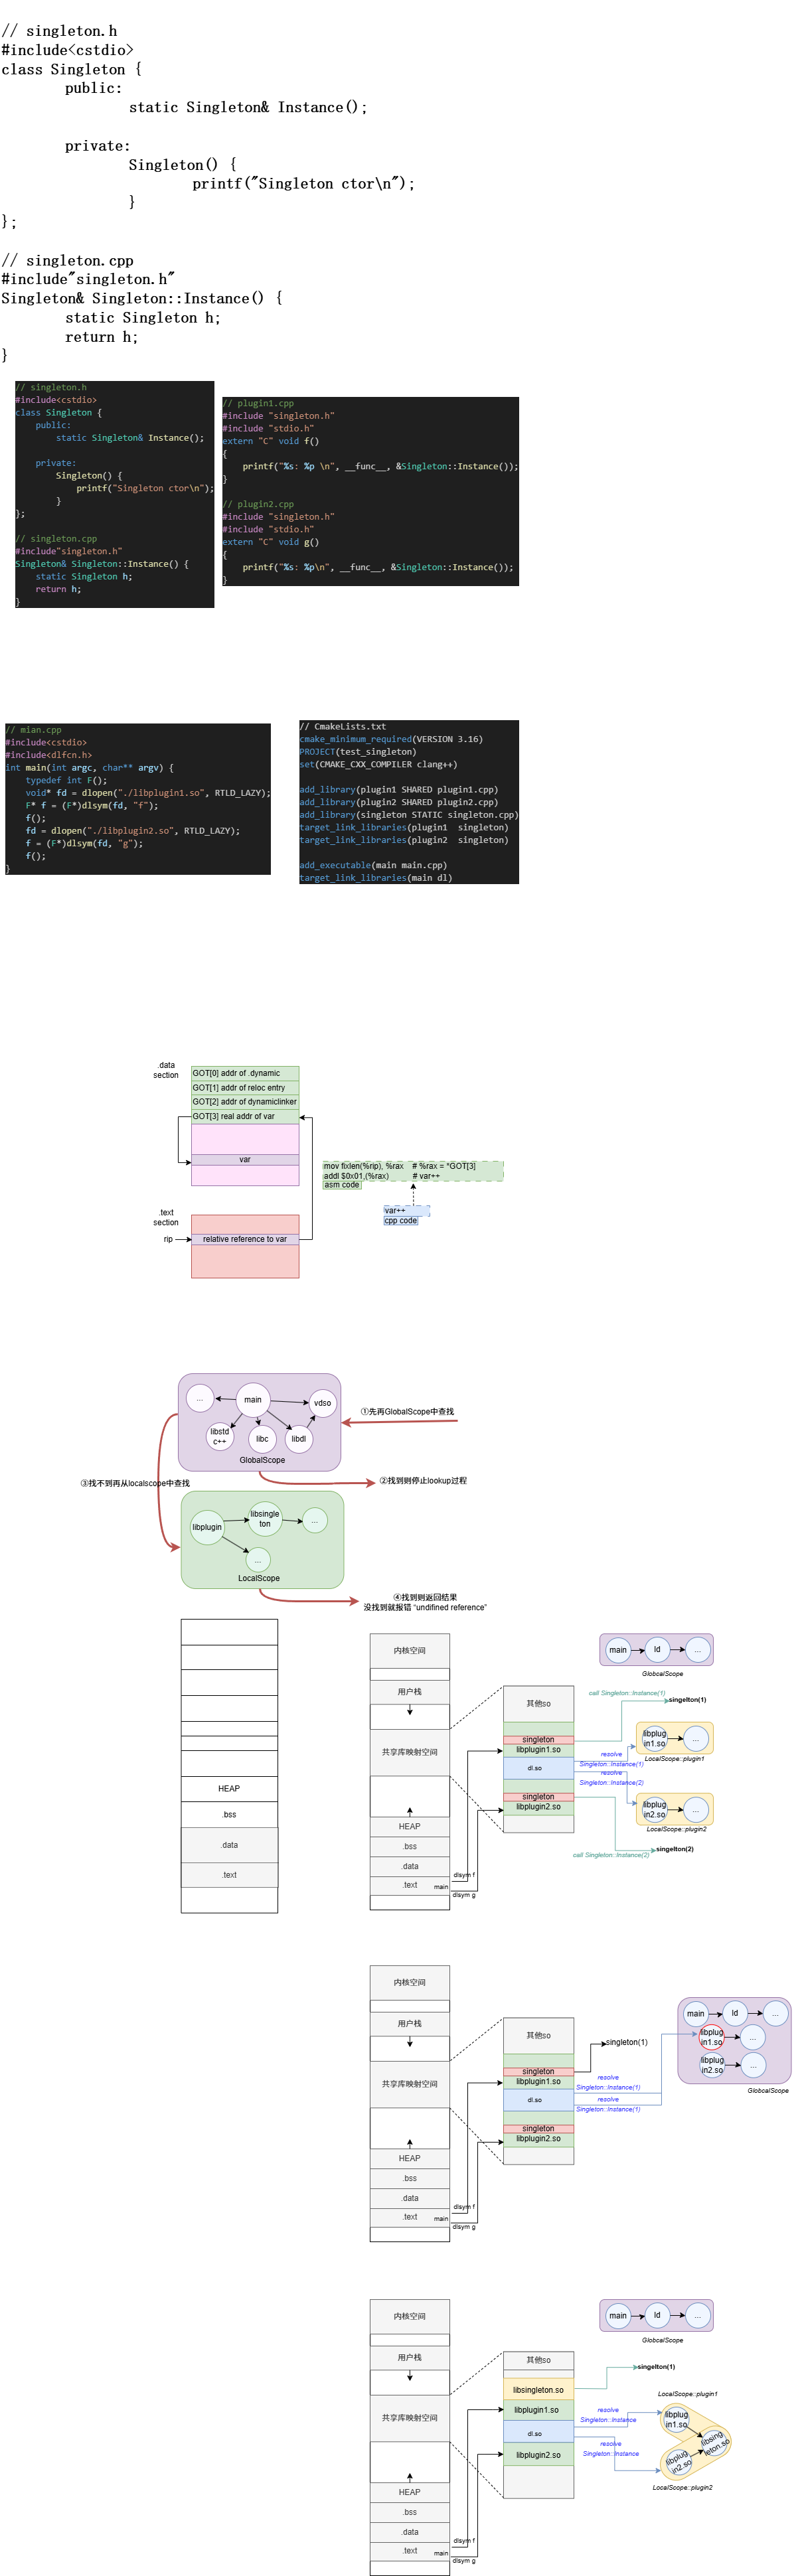 // singleton.h
#include<cstdio>
class Singleton {
public:
static Singleton& Instance();
private:
Singleton() {
printf("Singleton ctor\n");
}
};
// singleton.cpp
#include"singleton.h"
Singleton& Singleton::Instance() {
static Singleton h;
return h;
}
// singleton.h
#include<cstdio>
class Singleton {
public:
static Singleton& Instance();
private:
Singleton() {
printf("Singleton ctor\n");
}
};
// singleton.cpp
#include"singleton.h"
Singleton& Singleton::Instance() {
static Singleton h;
return h;
}
// plugin1.cpp
#include "singleton.h"
#include "stdio.h"
extern "C" void f()
{
printf("%s: %p \n", __func__, &Singleton::Instance());
}
// plugin2.cpp
#include "singleton.h"
#include "stdio.h"
extern "C" void g()
{
printf("%s: %p\n", __func__, &Singleton::Instance());
}
// mian.cpp
#include<cstdio>
#include<dlfcn.h>
int main(int argc, char** argv) {
typedef int F();
void* fd = dlopen("./libplugin1.so", RTLD_LAZY);
F* f = (F*)dlsym(fd, "f");
f();
fd = dlopen("./libplugin2.so", RTLD_LAZY);
f = (F*)dlsym(fd, "g");
f();
}
// CmakeLists.txt
cmake_minimum_required(VERSION 3.16)
PROJECT(test_singleton)
set(CMAKE_CXX_COMPILER clang++)
add_library(plugin1 SHARED plugin1.cpp)
add_library(plugin2 SHARED plugin2.cpp)
add_library(singleton STATIC singleton.cpp)
target_link_libraries(plugin1  singleton)
target_link_libraries(plugin2  singleton)
add_executable(main main.cpp)
target_link_libraries(main dl)
.data
section
GOT[0] addr of .dynamic
GOT[1] addr of reloc entry
GOT[2] addr of dynamiclinker
GOT[3] real addr of var
var
mov fixlen(%rip), %rax # %rax = *GOT[3]
addl $0x01,(%rax) # var++
asm code
var++
cpp code
.text
section
rip
relative reference to var
...
main
vdso
libstd
c++
libc
libdl
GlobalScope
①先再GlobalScope中查找
②找到则停止lookup过程
③找不到再从localscope中查找
libplugin
libsingle
ton
...
...
LocalScope
④找到则返回结果
没找到就报错 “undifined reference”
HEAP
.bss
.data
.text
内核空间
用户栈
共享库映射空间
HEAP
.bss
.data
.text
main
dlsym f
dlsym g
其他so
singleton
libplugin1.so
dl.so
singleton
libplugin2.so
main
ld
...
GlobcalScope
call Singleton::Instance(1)
singelton(1)
libplug
in1.so
...
LocalScope::plugin1
resolve
Singleton::Instance(1)
resolve
Singleton::Instance(2)
libplug
in2.so
...
LocalScope::plugin2
call Singleton::Instance(2)
singelton(2)
内核空间
用户栈
共享库映射空间
HEAP
.bss
.data
.text
main
dlsym f
dlsym g
其他so
singleton
libplugin1.so
dl.so
singleton
libplugin2.so
singleton(1)
resolve
Singleton::Instance(1)
resolve
Singleton::Instance(1)
main
ld
...
libplug
in1.so
...
libplug
in2.so
...
GlobcalScope
内核空间
用户栈
共享库映射空间
HEAP
.bss
.data
.text
main
dlsym f
dlsym g
其他so
libsingleton.so
libplugin1.so
dl.so
libplugin2.so
main
ld
...
GlobcalScope
singelton(1)
LocalScope::plugin1
resolve
Singleton::Instance
resolve
Singleton::Instance
libplug
in1.so
libsing
leton.so
libplug
in2.so
LocalScope::plugin2